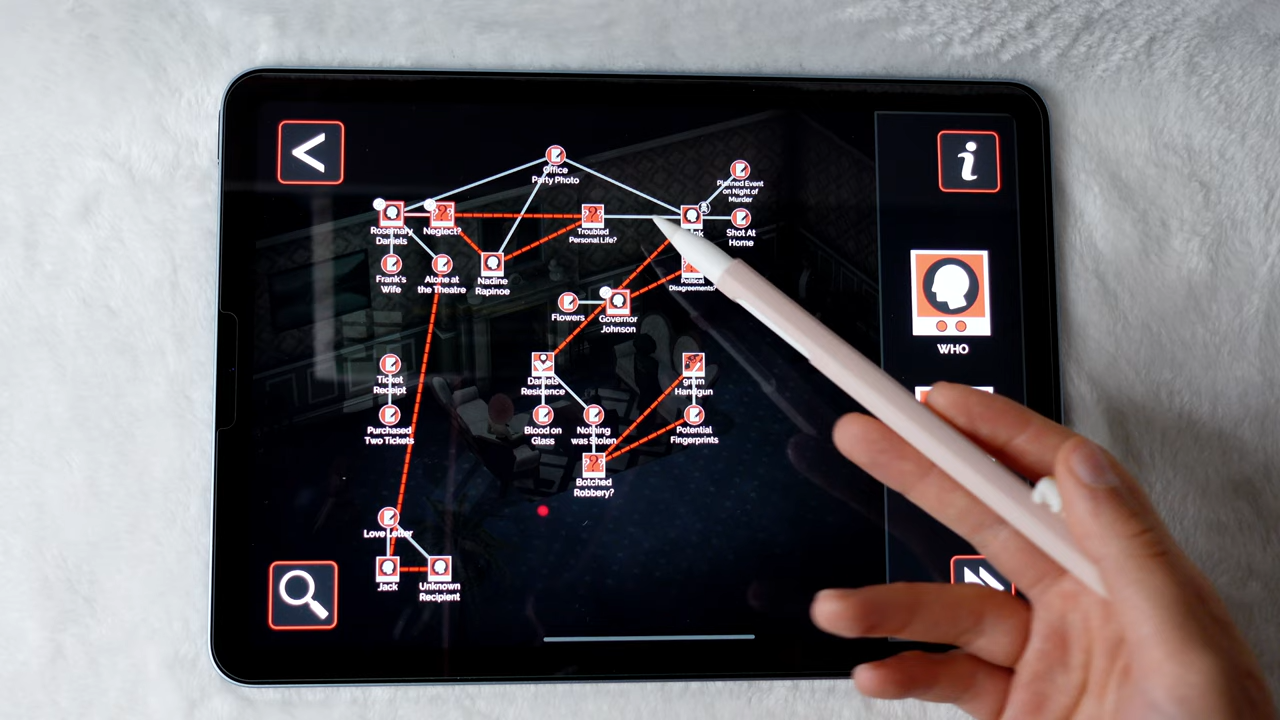 Office
Party Photo
Planned Event
on Night of
Murder
Rosemary
Daniels
Neglect?
Troubled
Personal Life?
Shot At
Home
Frank's
Wife
Alone at
the Theatre
Nadine
Rapinoe
Political
Disagreements?
Flowers
Governor
Johnson
WHO
Ticket
Receipt
Daniels
Residence
9mm
Handgun
Purchased
Two Tickets
Blood on
Glass
Nothing
was Stolen
Potential
Fingerprints
Botched
Robbery?
Love Letter
Jack
Unknown
Recipient